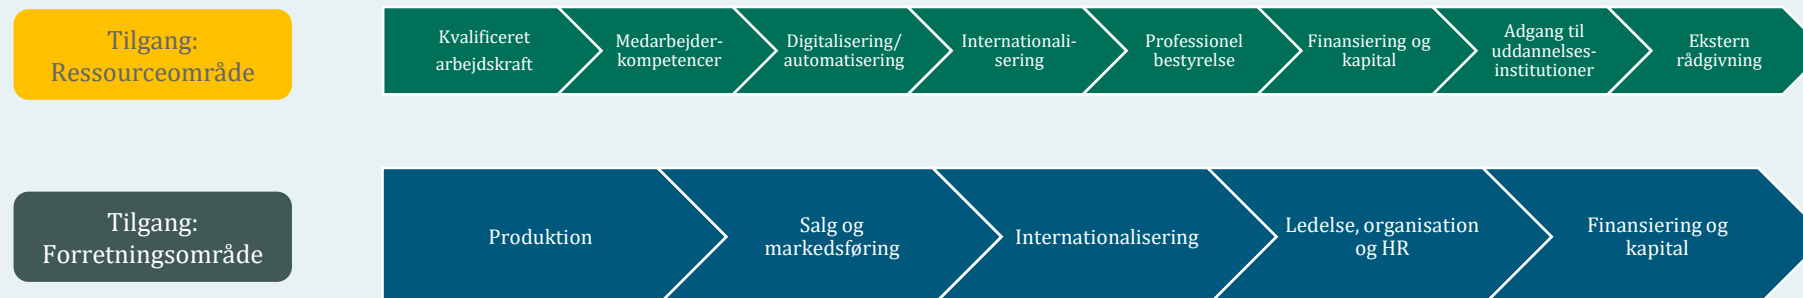 Tilgang:
Ressourceområde
Kvalificeret
arbejdskraft
Medarbejder-
kompetencer
Digitalisering/
automatisering
Internationali-
sering
Professionel
bestyrelse
Finansiering og
kapital
Adgang til
uddannelses-
institutioner
Ekstern
rådgivning
Tilgang:
Forretningsområde
Produktion
Salg og
markedsføring
Internationalisering
Ledelse, organisation
og HR
Finansiering og
kapital